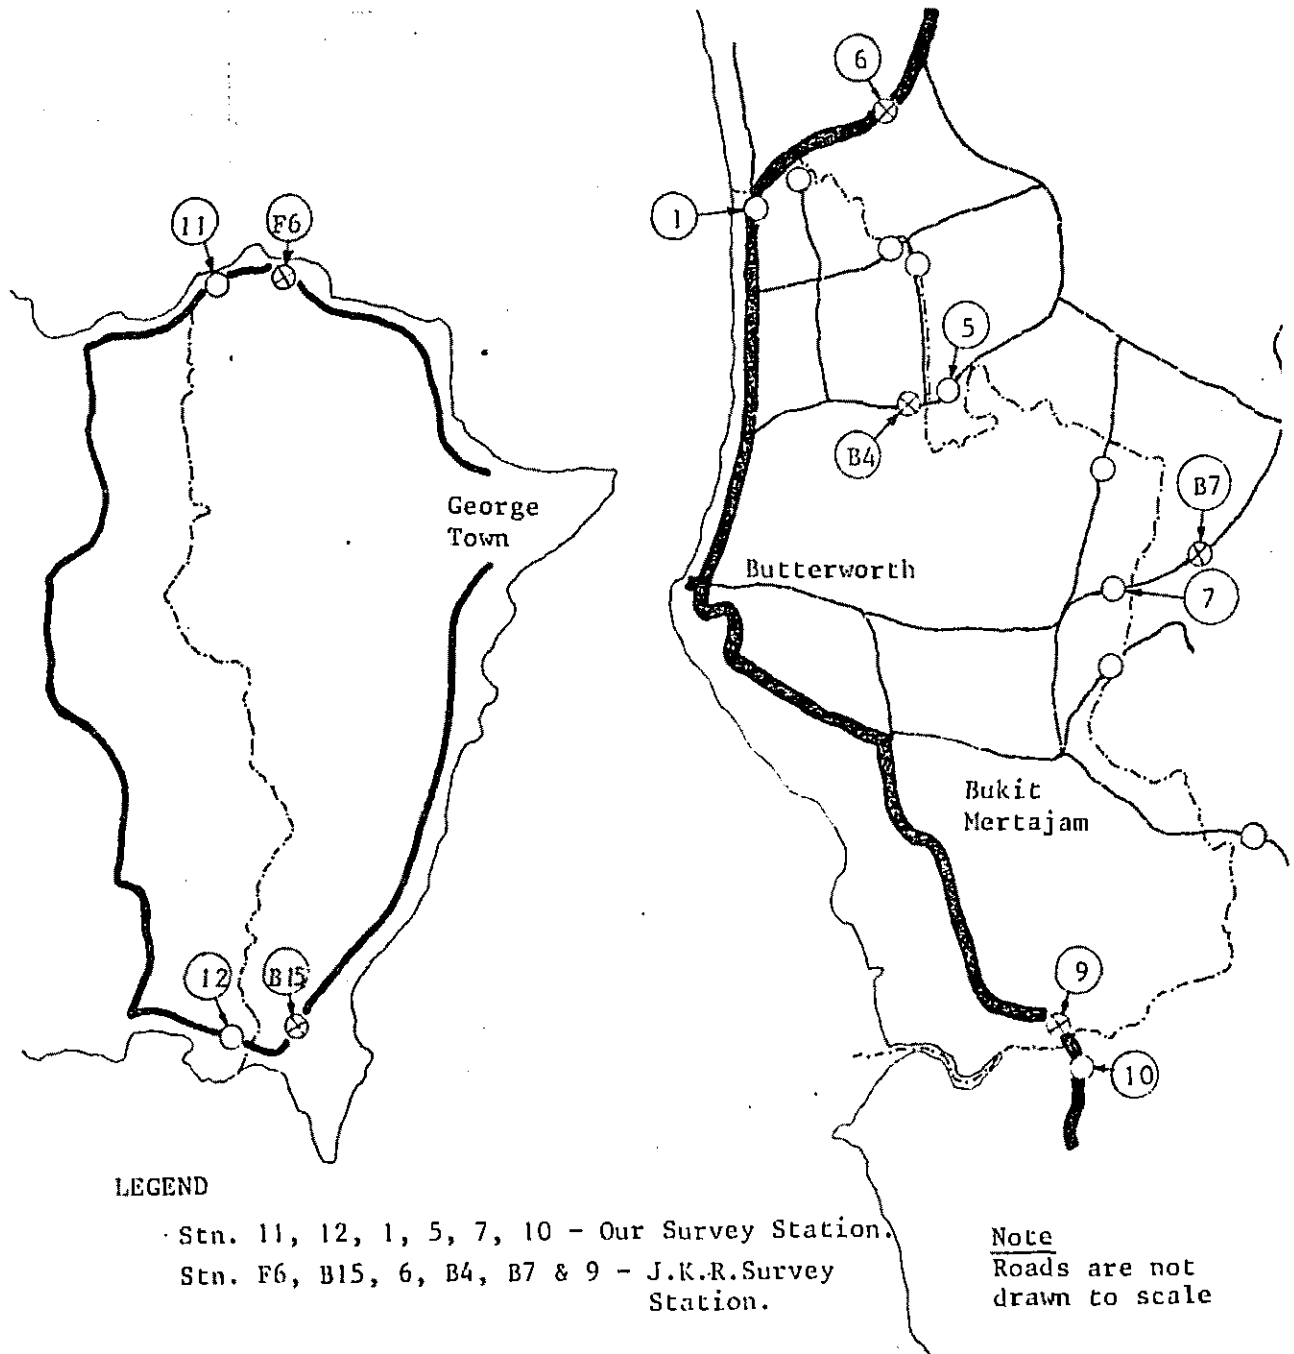 6
11
F6
1
5
B4
B7
George
Town
Butterworth
7
Bukit
Mertajam
12
B15
9
10
LEGEND
Stn. 11, 12, 1, 5, 7, 10 - Our Survey Station.
Stn. F6, B15, 6, B4, B7 & 9 - J.K.R.Survey
Station.
Note
Roads are not
drawn to scale